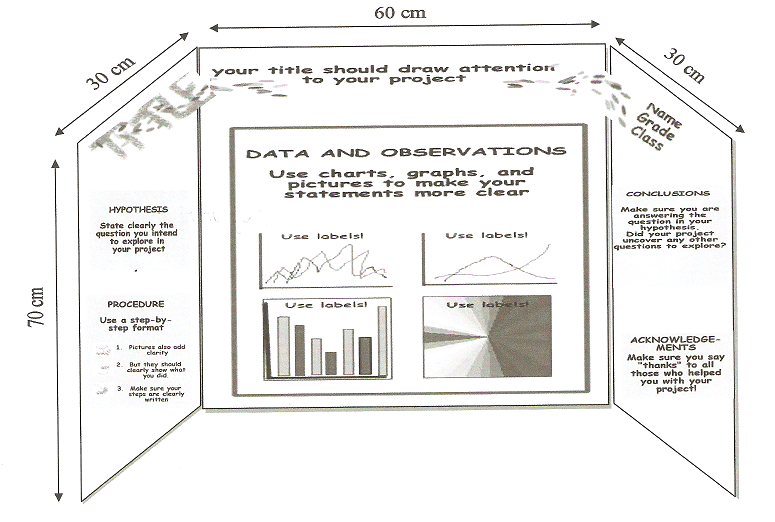 60 cm
30 cm
30 cm
70 cm
TITLE
your title should draw attention
to your project
Name
Grade
Class
HYPOTHESIS
State clearly the
question you intend
to explore in
your project
PROCEDURE
Use a step-by-
step format
1. Pictures also add
clarity
2. But they should
clearly show what
you did.
3. Make sure your
steps are clearly
written
DATA AND OBSERVATIONS
Use charts, graphs, and
pictures to make your
statements more clear
Use labels!
Use labels!
Use labels!
Use labels!
CONCLUSIONS
Make sure you are
answering the
question in your
hypothesis.
Did your project
uncover any other
questions to explore?
ACKNOWLEDGE-
MENTS
Make sure you say
"thanks" to all
those who helped
you with your
project!